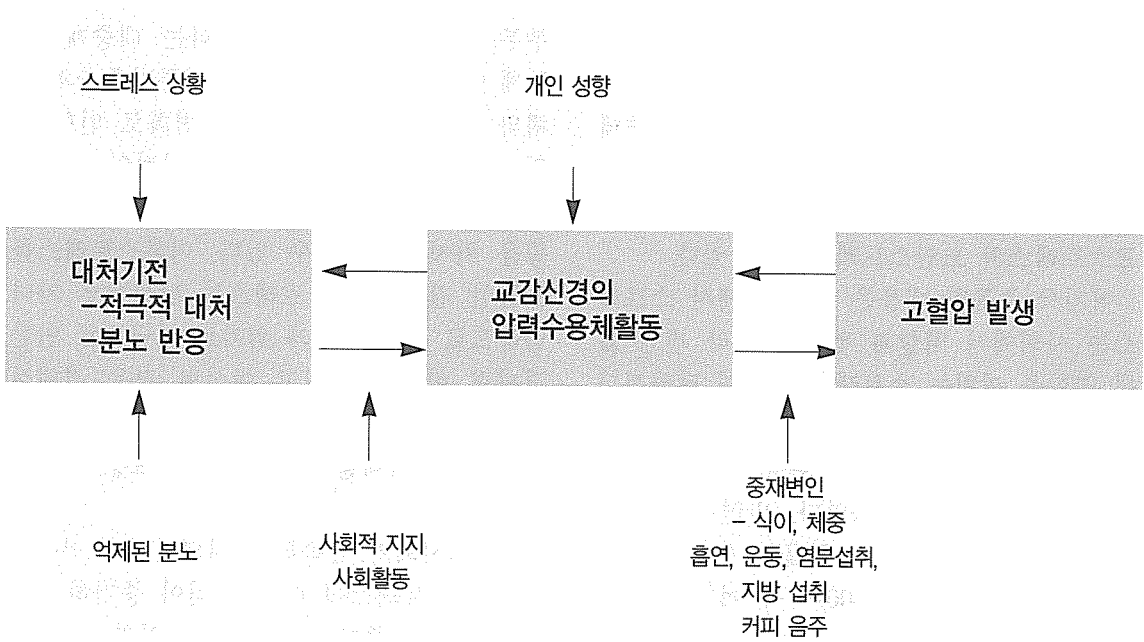 스트레스 상황
개인 성향
대처기전
-적극적 대처
-분노 반응
교감신경의
압력수용체활동
고혈압 발생
억제된 분노
사회적 지지
사회활동
중재변인
- 식이, 체중
흡연, 운동, 염분섭취,
지방 섭취
커피 음주